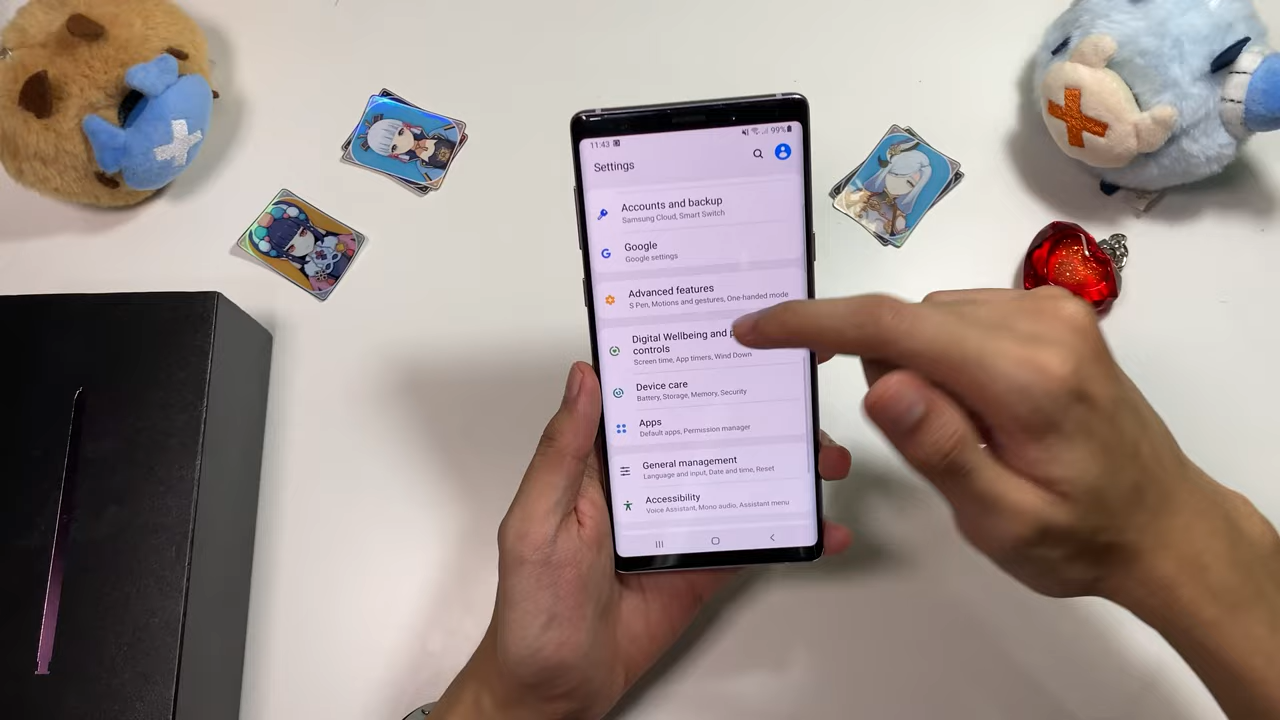 11:43
99%
Settings
Accounts and backup
Samsung Cloud, Smart Switch
Google
Google settings
Advanced features
S Pen, Motions and gestures, One-handed mode
Digital Wellbeing and
controls
Screen time, App timers, Wind Down
Device care
Battery, Storage, Memory, Security
Apps
Default apps, Permission manager
General management
Language and input, Date and time, Reset
Accessibility
Voice Assistant, Mono audio, Assistant menu